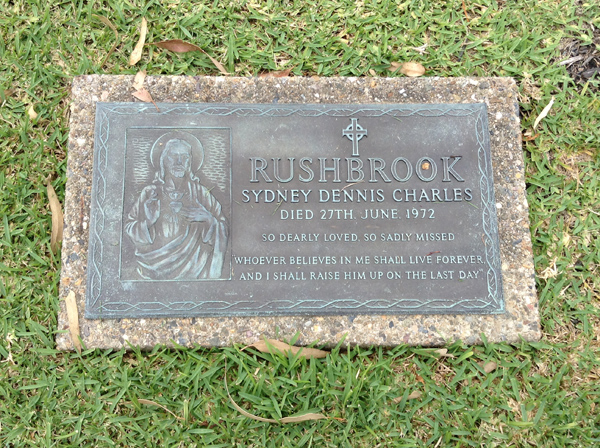 RUSHBROOK
SYDNEY DENNIS CHARLES
DIED 27TH. JUNE. 1972
SO DEARLY LOVED, SO SADLY MISSED
"WHOEVER BELIEVES IN ME SHALL LIVE FOREVER,
AND I SHALL RAISE HIM UP ON THE LAST DAY."